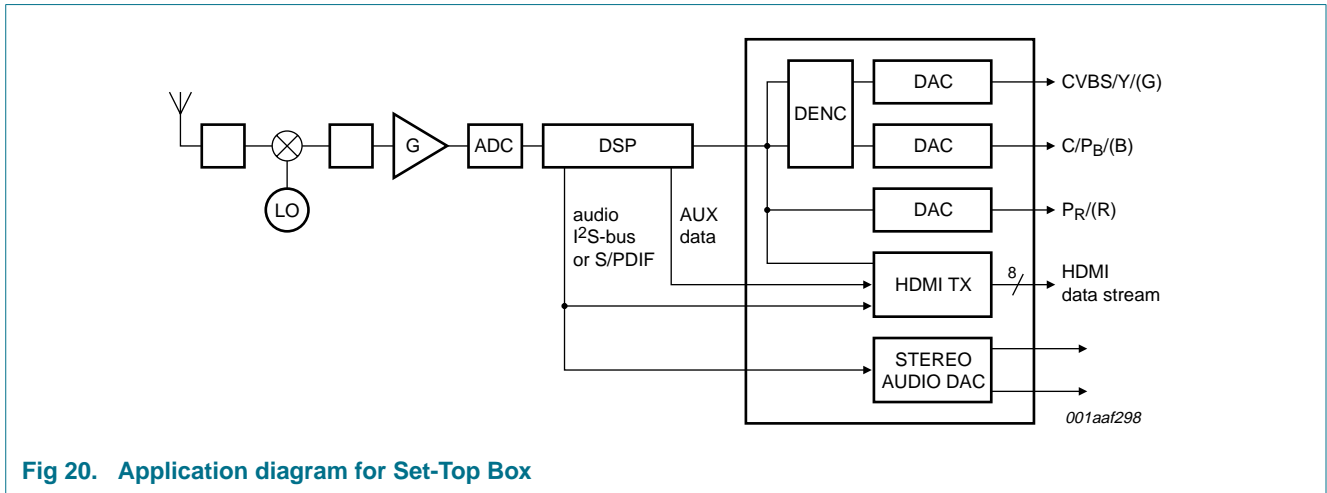 DAC
CVBS/Y/(G)
DENC
G
ADC
DSP
DAC
C/PB/(B)
LO
DAC
PR/(R)
audio
I2S-bus
or S/PDIF
AUX
data
HDMI TX
8
HDMI
data stream
STEREO
AUDIO DAC
001aaf298
Fig 20. Application diagram for Set-Top Box